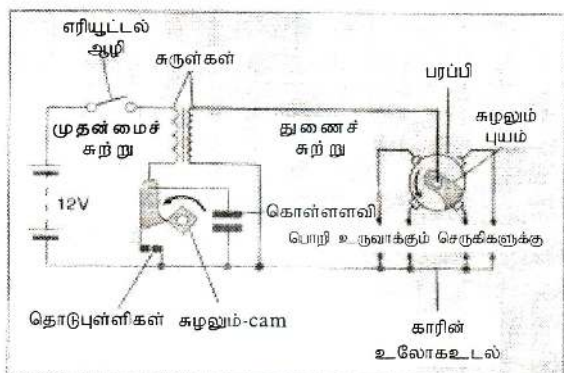 எரியூட்டல்
ஆழி
சுருள்கள்
பரப்பி
சுழலும்
புயம்
முதன்மைச்
சுற்று
துணைச்
சுற்று
12V
கொள்ளளவி
பொறி உருவாக்கும் செருகிகளுக்கு
தொடுபுள்ளிகள் சுழலும்-cam
காரின்
உலோகஉடல்